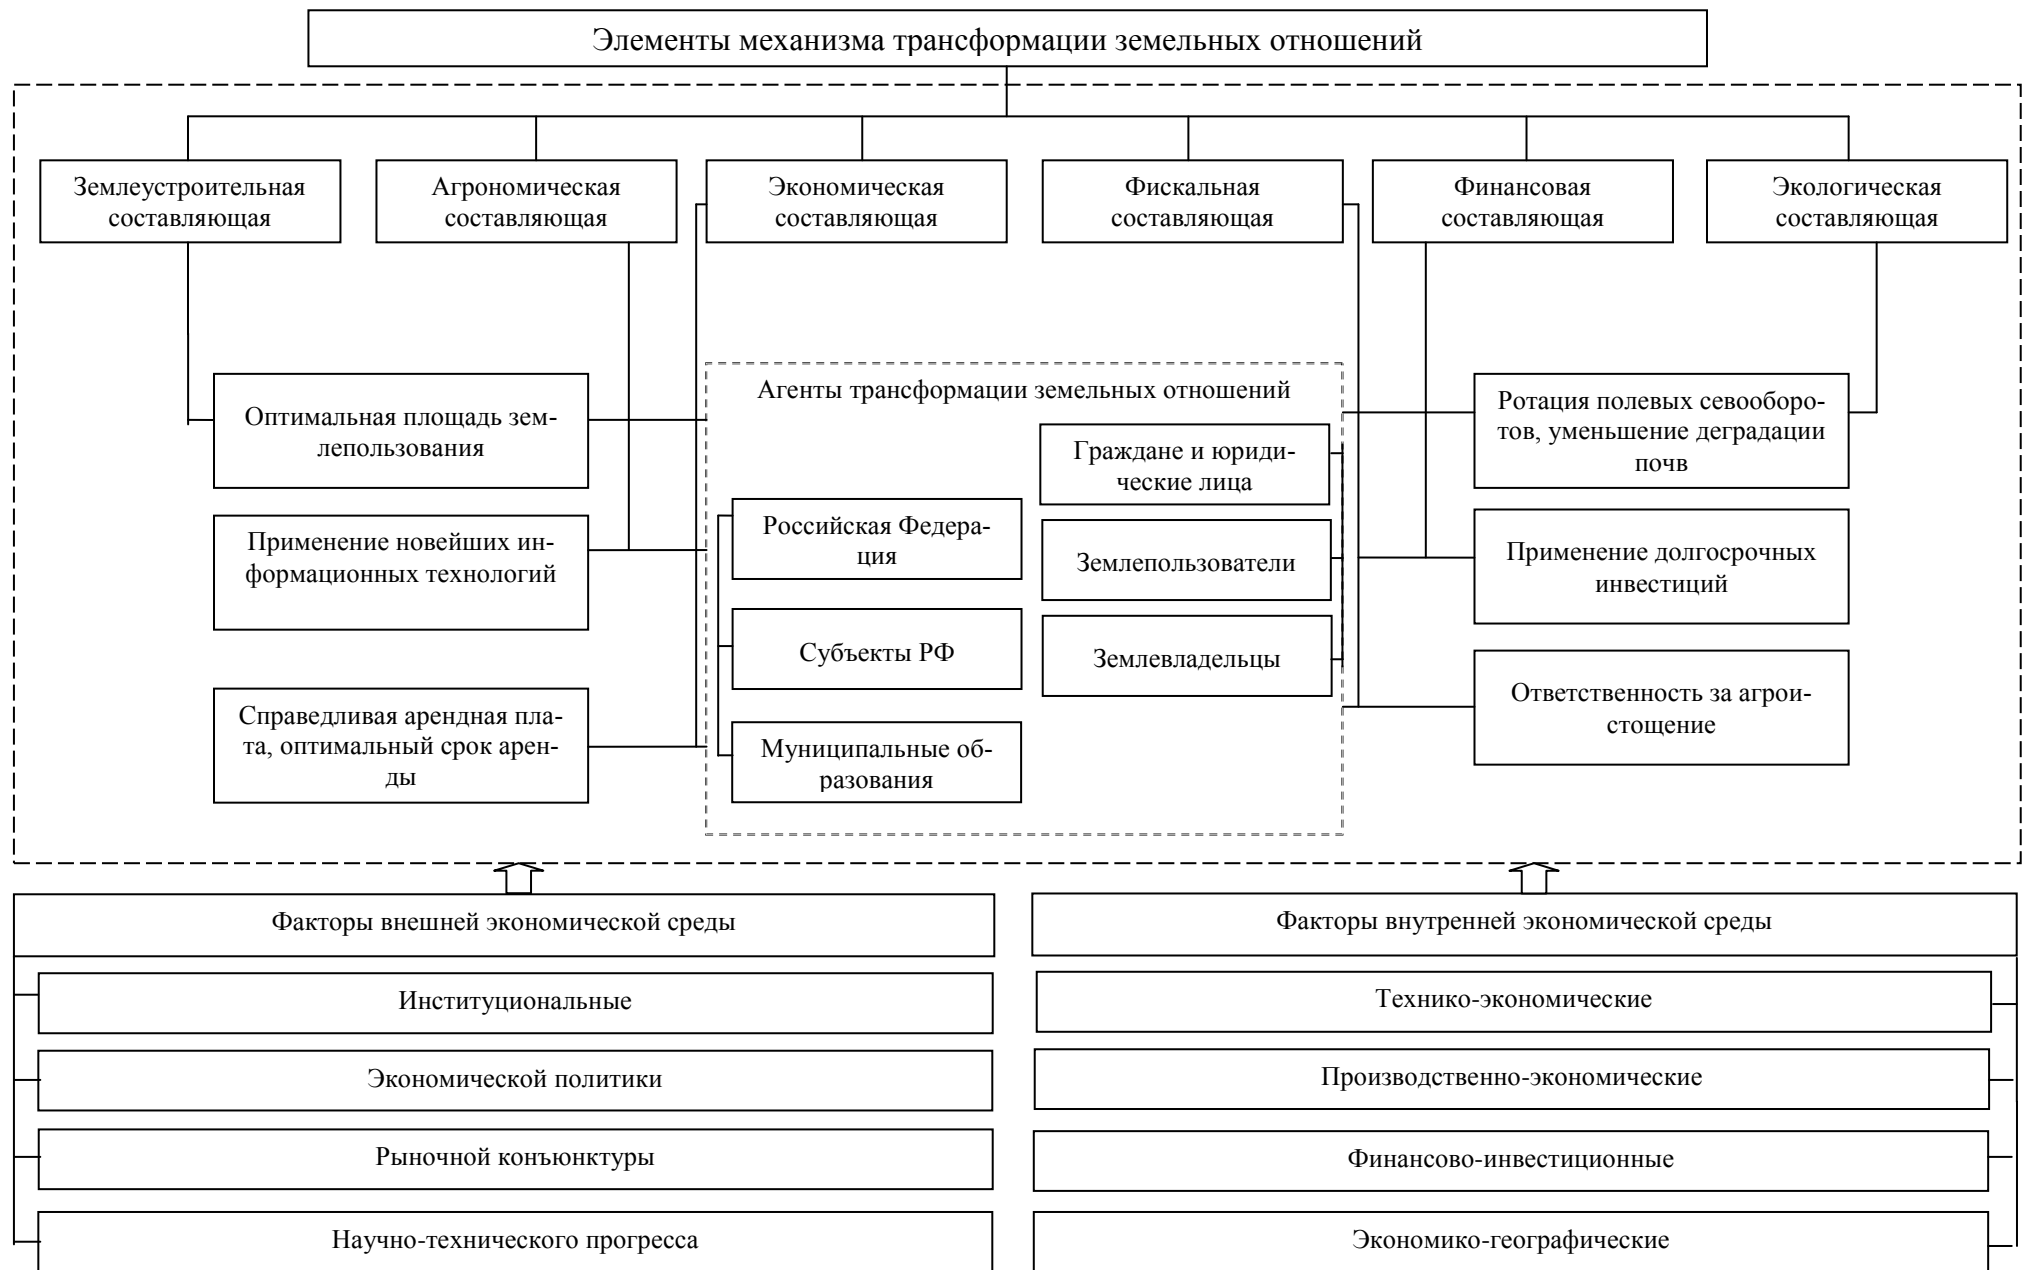 Элементы механизма трансформации земельных отношений
Землеустроительная
составляющая
Агрономическая
составляющая
Экономическая
составляющая
Фискальная
составляющая
Финансовая
составляющая
Экологическая
составляющая
Оптимальная площадь зем-
лепользования
Применение новейших ин-
формационных технологий
Справедливая арендная пла-
та, оптимальный срок арен-
ды
Агенты трансформации земельных отношений
Российская Федера-
ция
Субъекты РФ
Муниципальные об-
разования
Граждане и юриди-
ческие лица
Землепользователи
Землевладельцы
Ротация полевых севооборо-
тов, уменьшение деградации
почв
Применение долгосрочных
инвестиций
Ответственность за агрои-
стощение
Факторы внешней экономической среды
Институциональные
Экономической политики
Рыночной конъюнктуры
Научно-технического прогресса
Факторы внутренней экономической среды
Технико-экономические
Производственно-экономические
Финансово-инвестиционные
Экономико-географические